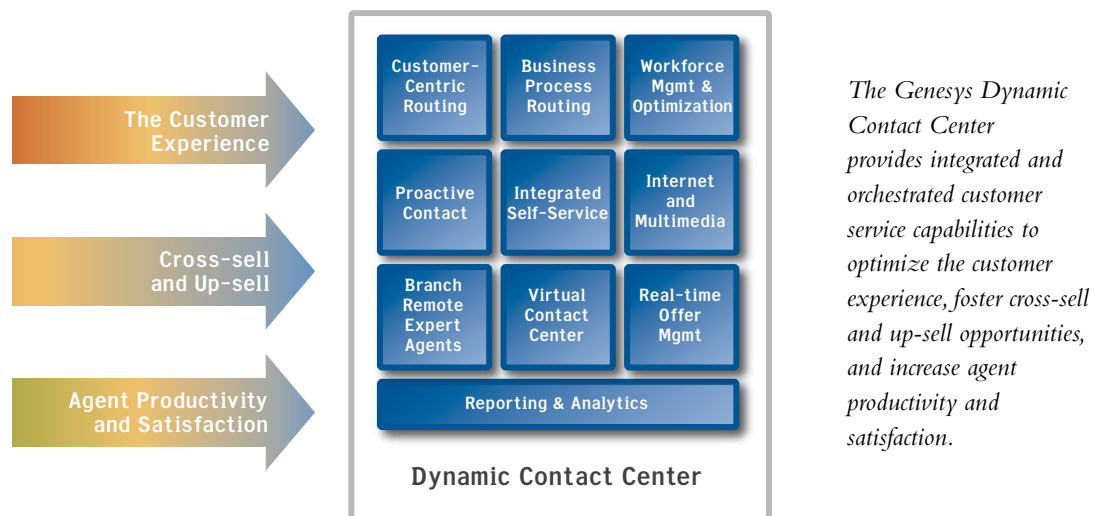 The Customer
Experience
Cross-sell
and Up-sell
Agent Productivity
and Satisfaction
Customer-
Centric
Routing
Business
Process
Routing
Workforce
Mgmt &
Optimization
Proactive
Contact
Integrated
Self-Service
Internet
and
Multimedia
Branch
Remote
Expert
Agents
Virtual
Contact
Center
Real-time
Offer
Mgmt
Reporting & Analytics
Dynamic Contact Center
The Genesys Dynamic
Contact Center
provides integrated and
orchestrated customer
service capabilities to
optimize the customer
experience, foster cross-sell
and up-sell opportunities,
and increase agent
productivity and
satisfaction.